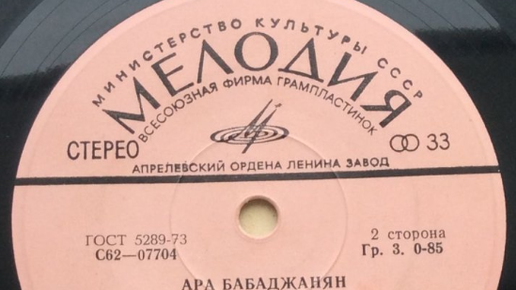 МИНИСТЕРСТВО КУЛЬТУРЫ СССР
МЕЛОДИЯ
ВСЕСОЮЗНАЯ ФИРМА ГРАМПЛАСТИНОК
СТЕРЕО
33
АПРЕЛЕВСКИЙ ОРДЕНА ЛЕНИНА ЗАВОД
ГОСТ 5289-73
2 сторона
С62—07704
Гр. 3. 0-85
АРА БАБАДЖАНЯН